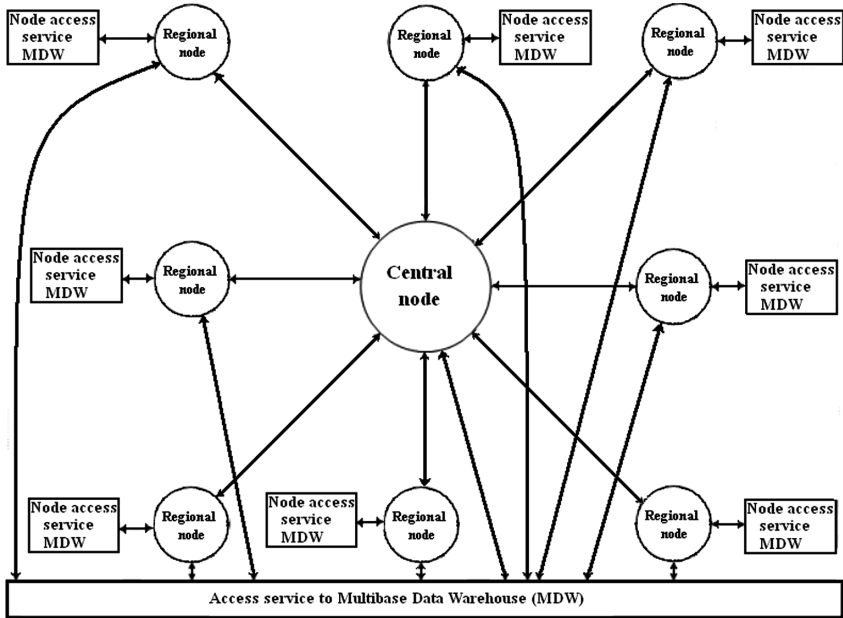 Node access
service
MDW
Regional
node
Regional
node
Node access
service
MDW
Regional
node
Node access
service
MDW
Node access
service
MDW
Regional
node
Central
node
Regional
node
Node access
service
MDW
Node access
service
MDW
Regional
node
Node access
service
MDW
Regional
node
Regional
node
Node access
service
MDW
Access service to Multibase Data Warehouse (MDW)